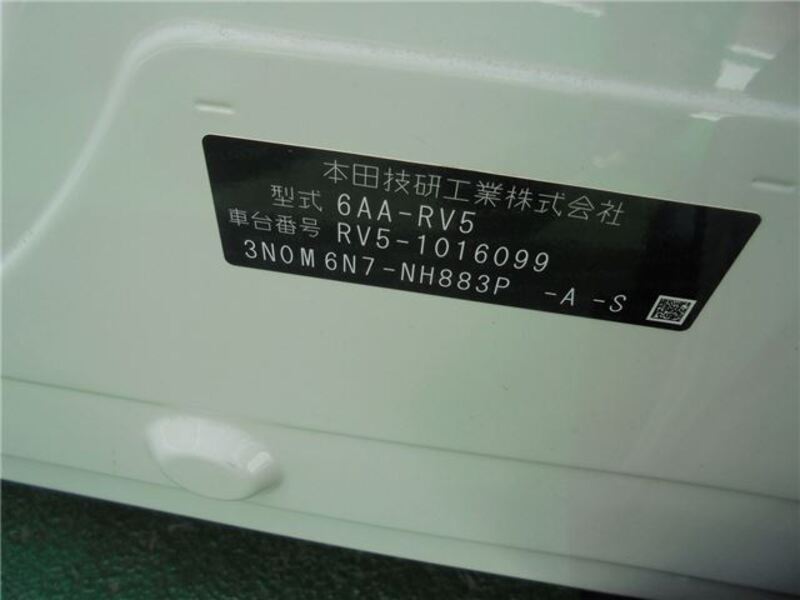 本田技研工業株式会社
型式 6AA-RV5
車台番号 RV5-1016099
3N0M6N7-NH883P -A -S